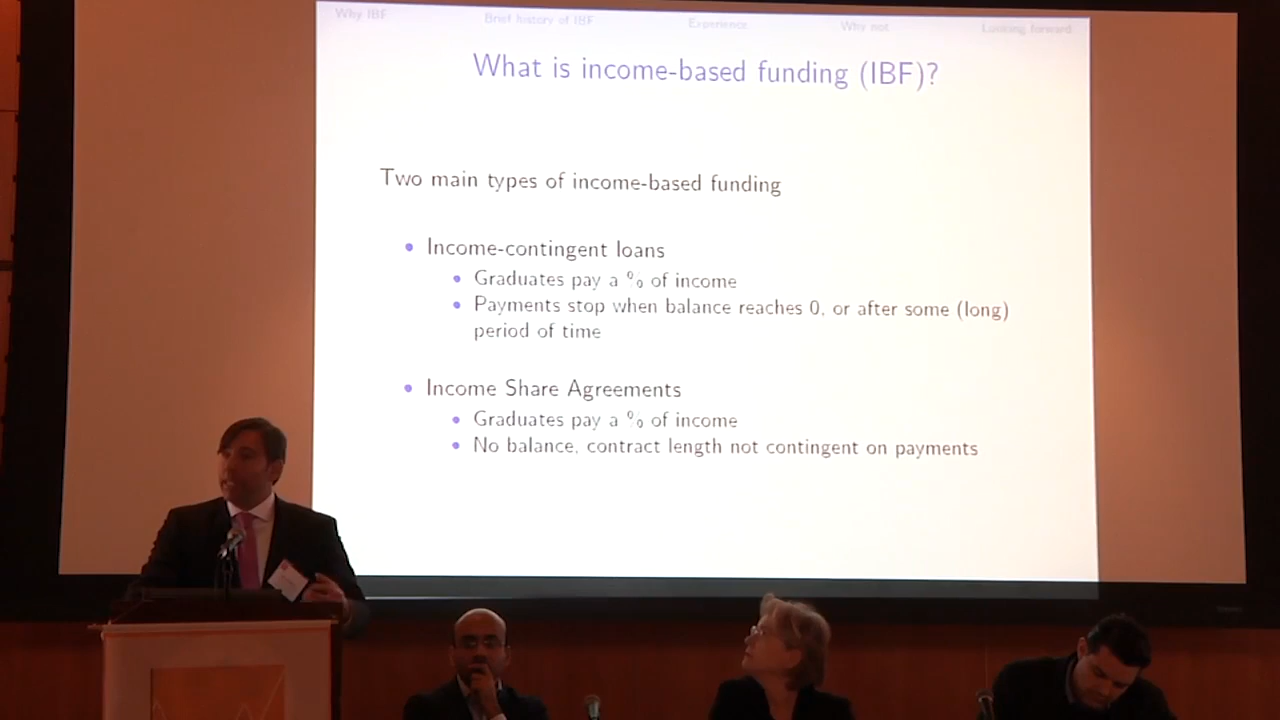 Why IBF Brief history of IBF Experience Why not Looking forward
What is income-based funding (IBF)?
Two main types of income-based funding
• Income-contingent loans
• Graduates pay a % of income
• Payments stop when balance reaches 0, or after some (long)
period of time
• Income Share Agreements
• Graduates pay a % of income
• No balance, contract length not contingent on payments